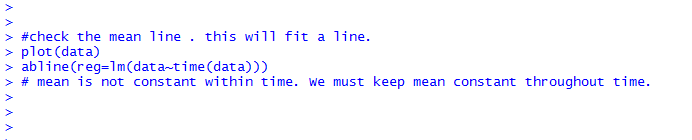 >
>
> #check the mean line . this will fit a line.
> plot(data)
> abline(reg=lm(data~time(data)))
> # mean is not constant within time. We must keep mean constant throughout time.
>
>
>